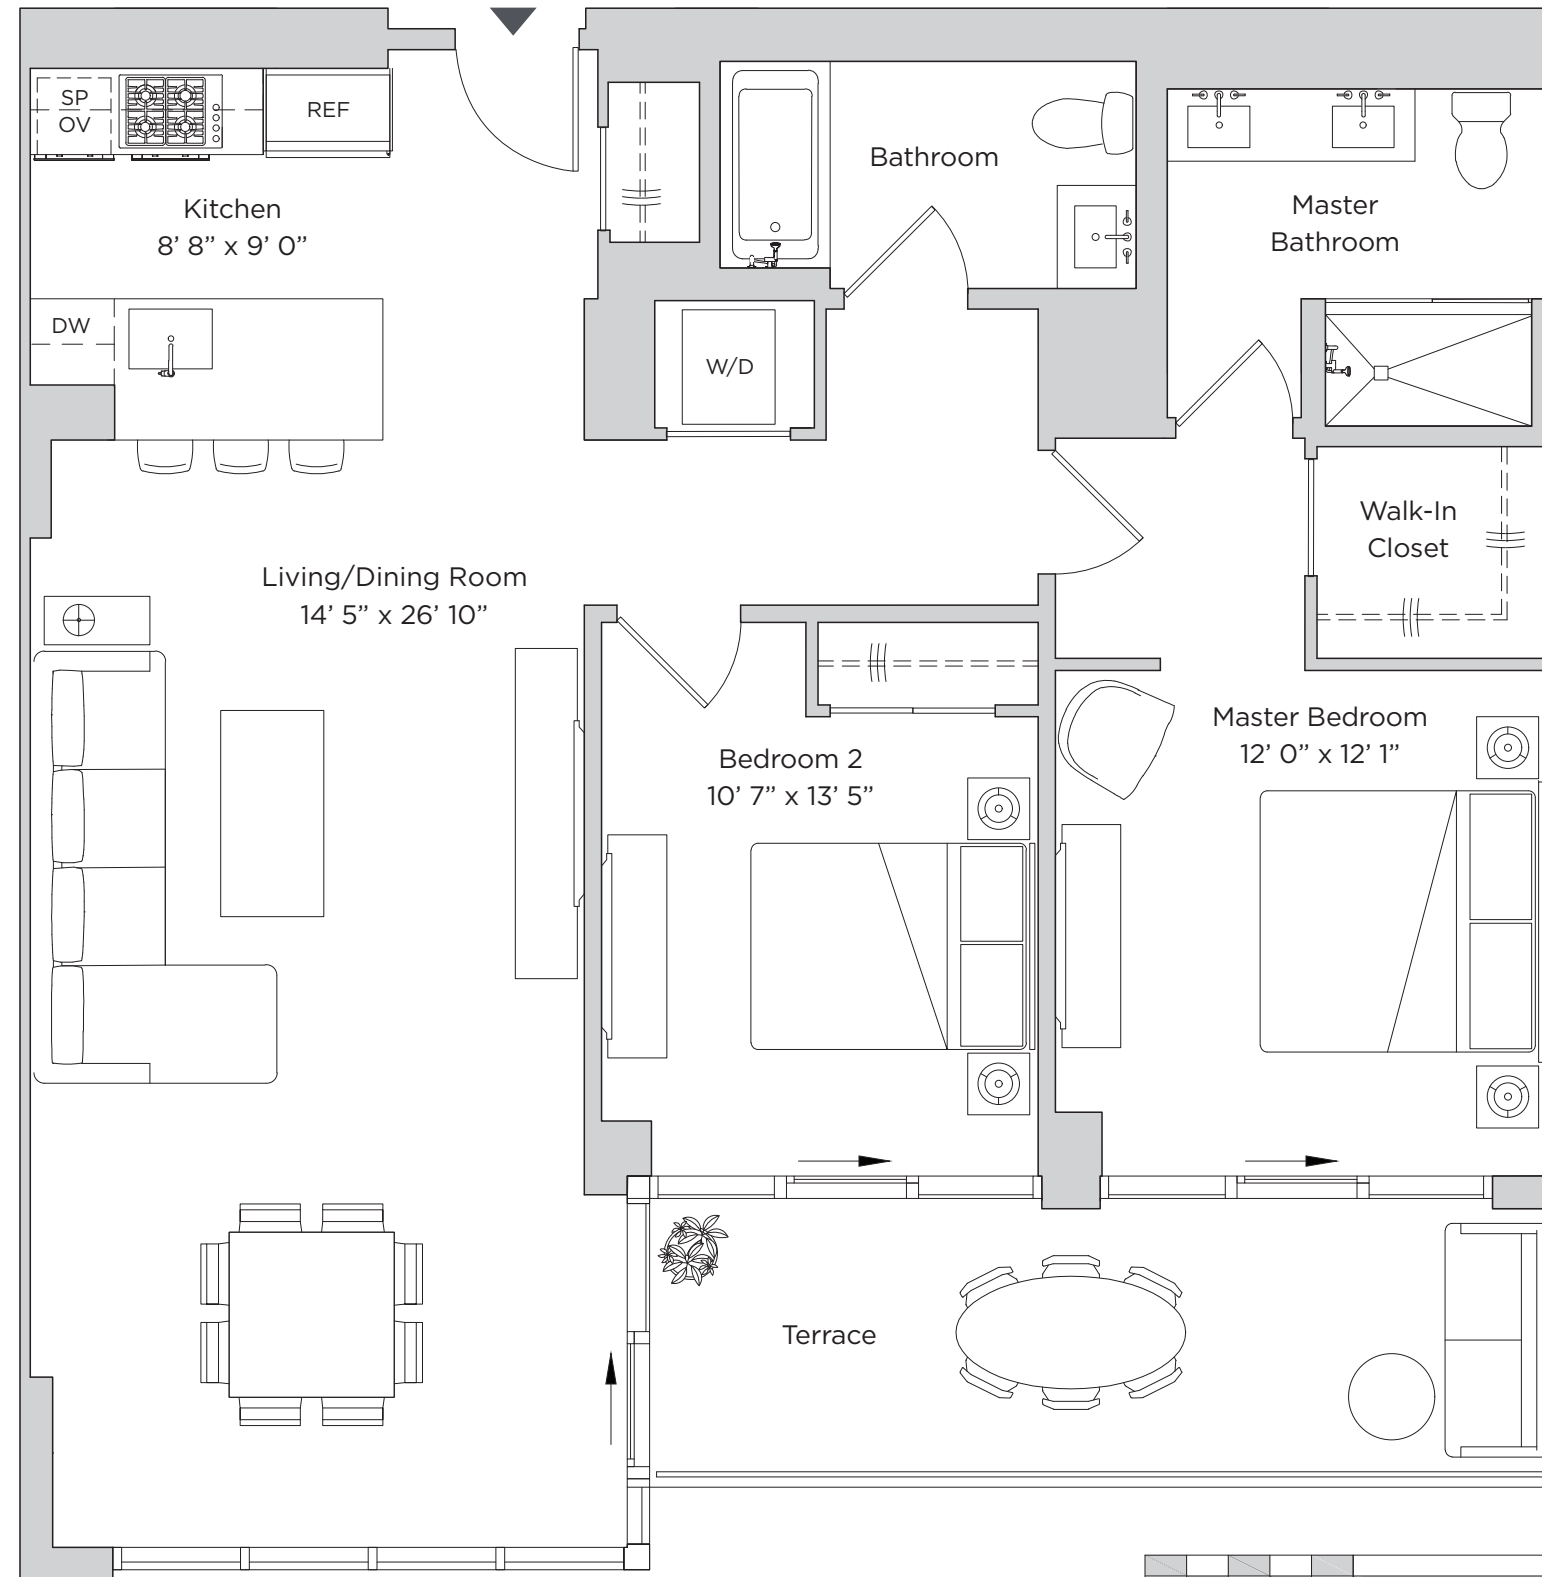 SP
OV
REF
Kitchen
8’ 8” x 9’ 0”
DW
W/D
Bathroom
Master
Bathroom
Walk-In
Closet
Living/Dining Room
14’ 5” x 26’ 10”
Bedroom 2
10’ 7” x 13’ 5”
Master Bedroom
12’ 0” x 12’ 1”
Terrace